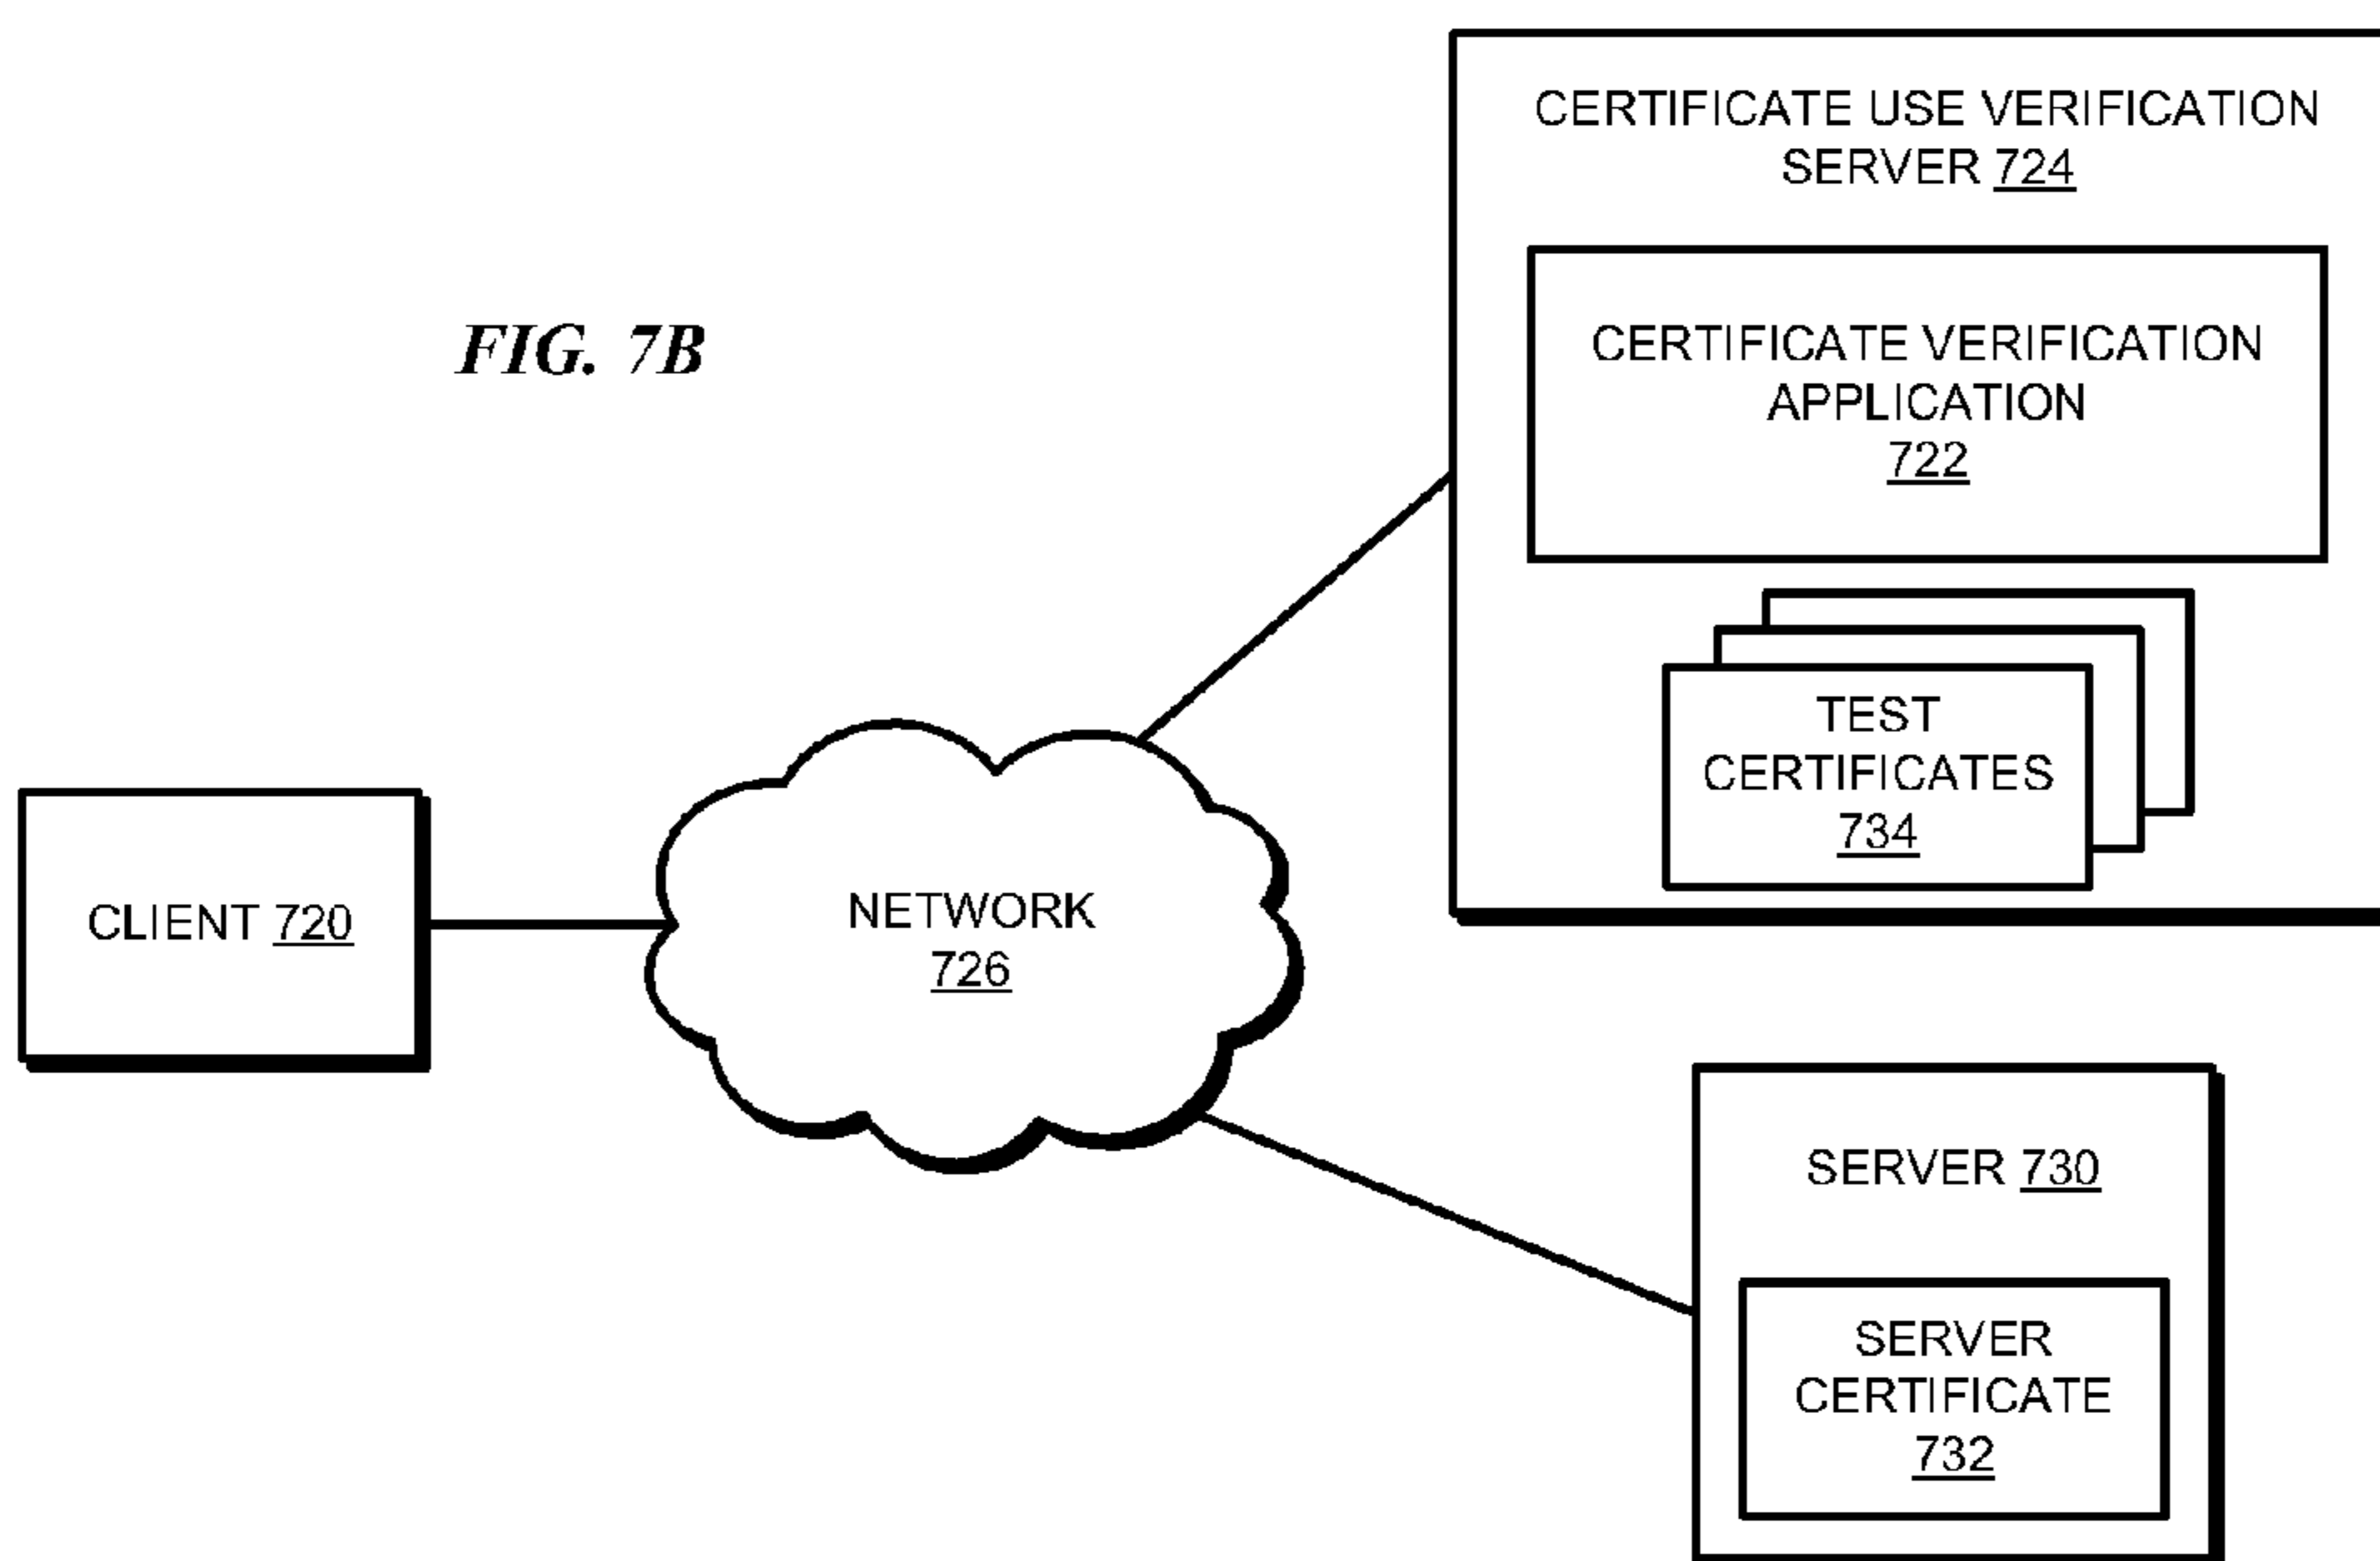 CERTIFICATE USE VERIFICATION
SERVER 724
FIG. 7B
CERTIFICATE VERIFICATION
APPLICATION
722
TEST
CERTIFICATES
734
CLIENT 720
NETWORK
726
SERVER 730
SERVER
CERTIFICATE
732